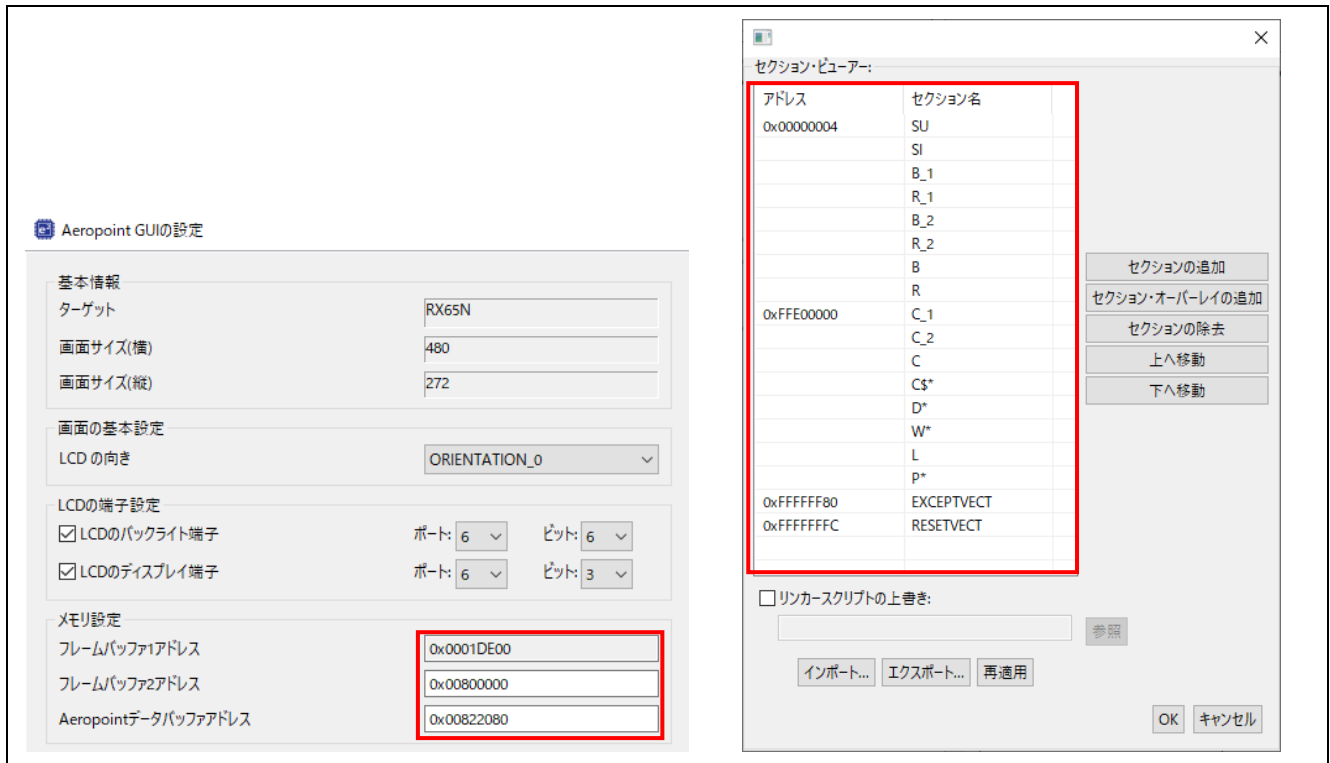 Aeropoint GUIの設定
基本情報
ターゲット RX65N
画面サイズ(横) 480
画面サイズ(縦) 272
画面の基本設定
LCD の向き ORIENTATION_0
LCDの端子設定
LCDのバックライト端子 ポート: 6 ビット: 6
LCDのディスプレイ端子 ポート: 6 ビット: 3
メモリ設定
フレームバッファ1アドレス 0x0001DE00
フレームバッファ2アドレス 0x00800000
Aeropointデータバッファアドレス 0x00822080
セクション・ビューアー:
アドレス セクション名
0x00000004 SU
SI
B_1
R_1
B_2
R_2
B
R
0xFFE00000 C_1
C_2
C
C$*
D*
W*
L
P*
0xFFFFFF80 EXCEPTVECT
0xFFFFFFFC RESETVECT
セクションの追加
セクション・オーバーレイの追加
セクションの除去
上へ移動
下へ移動
リンカースクリプトの上書き:
参照
インポート... エクスポート... 再適用
OK キャンセル